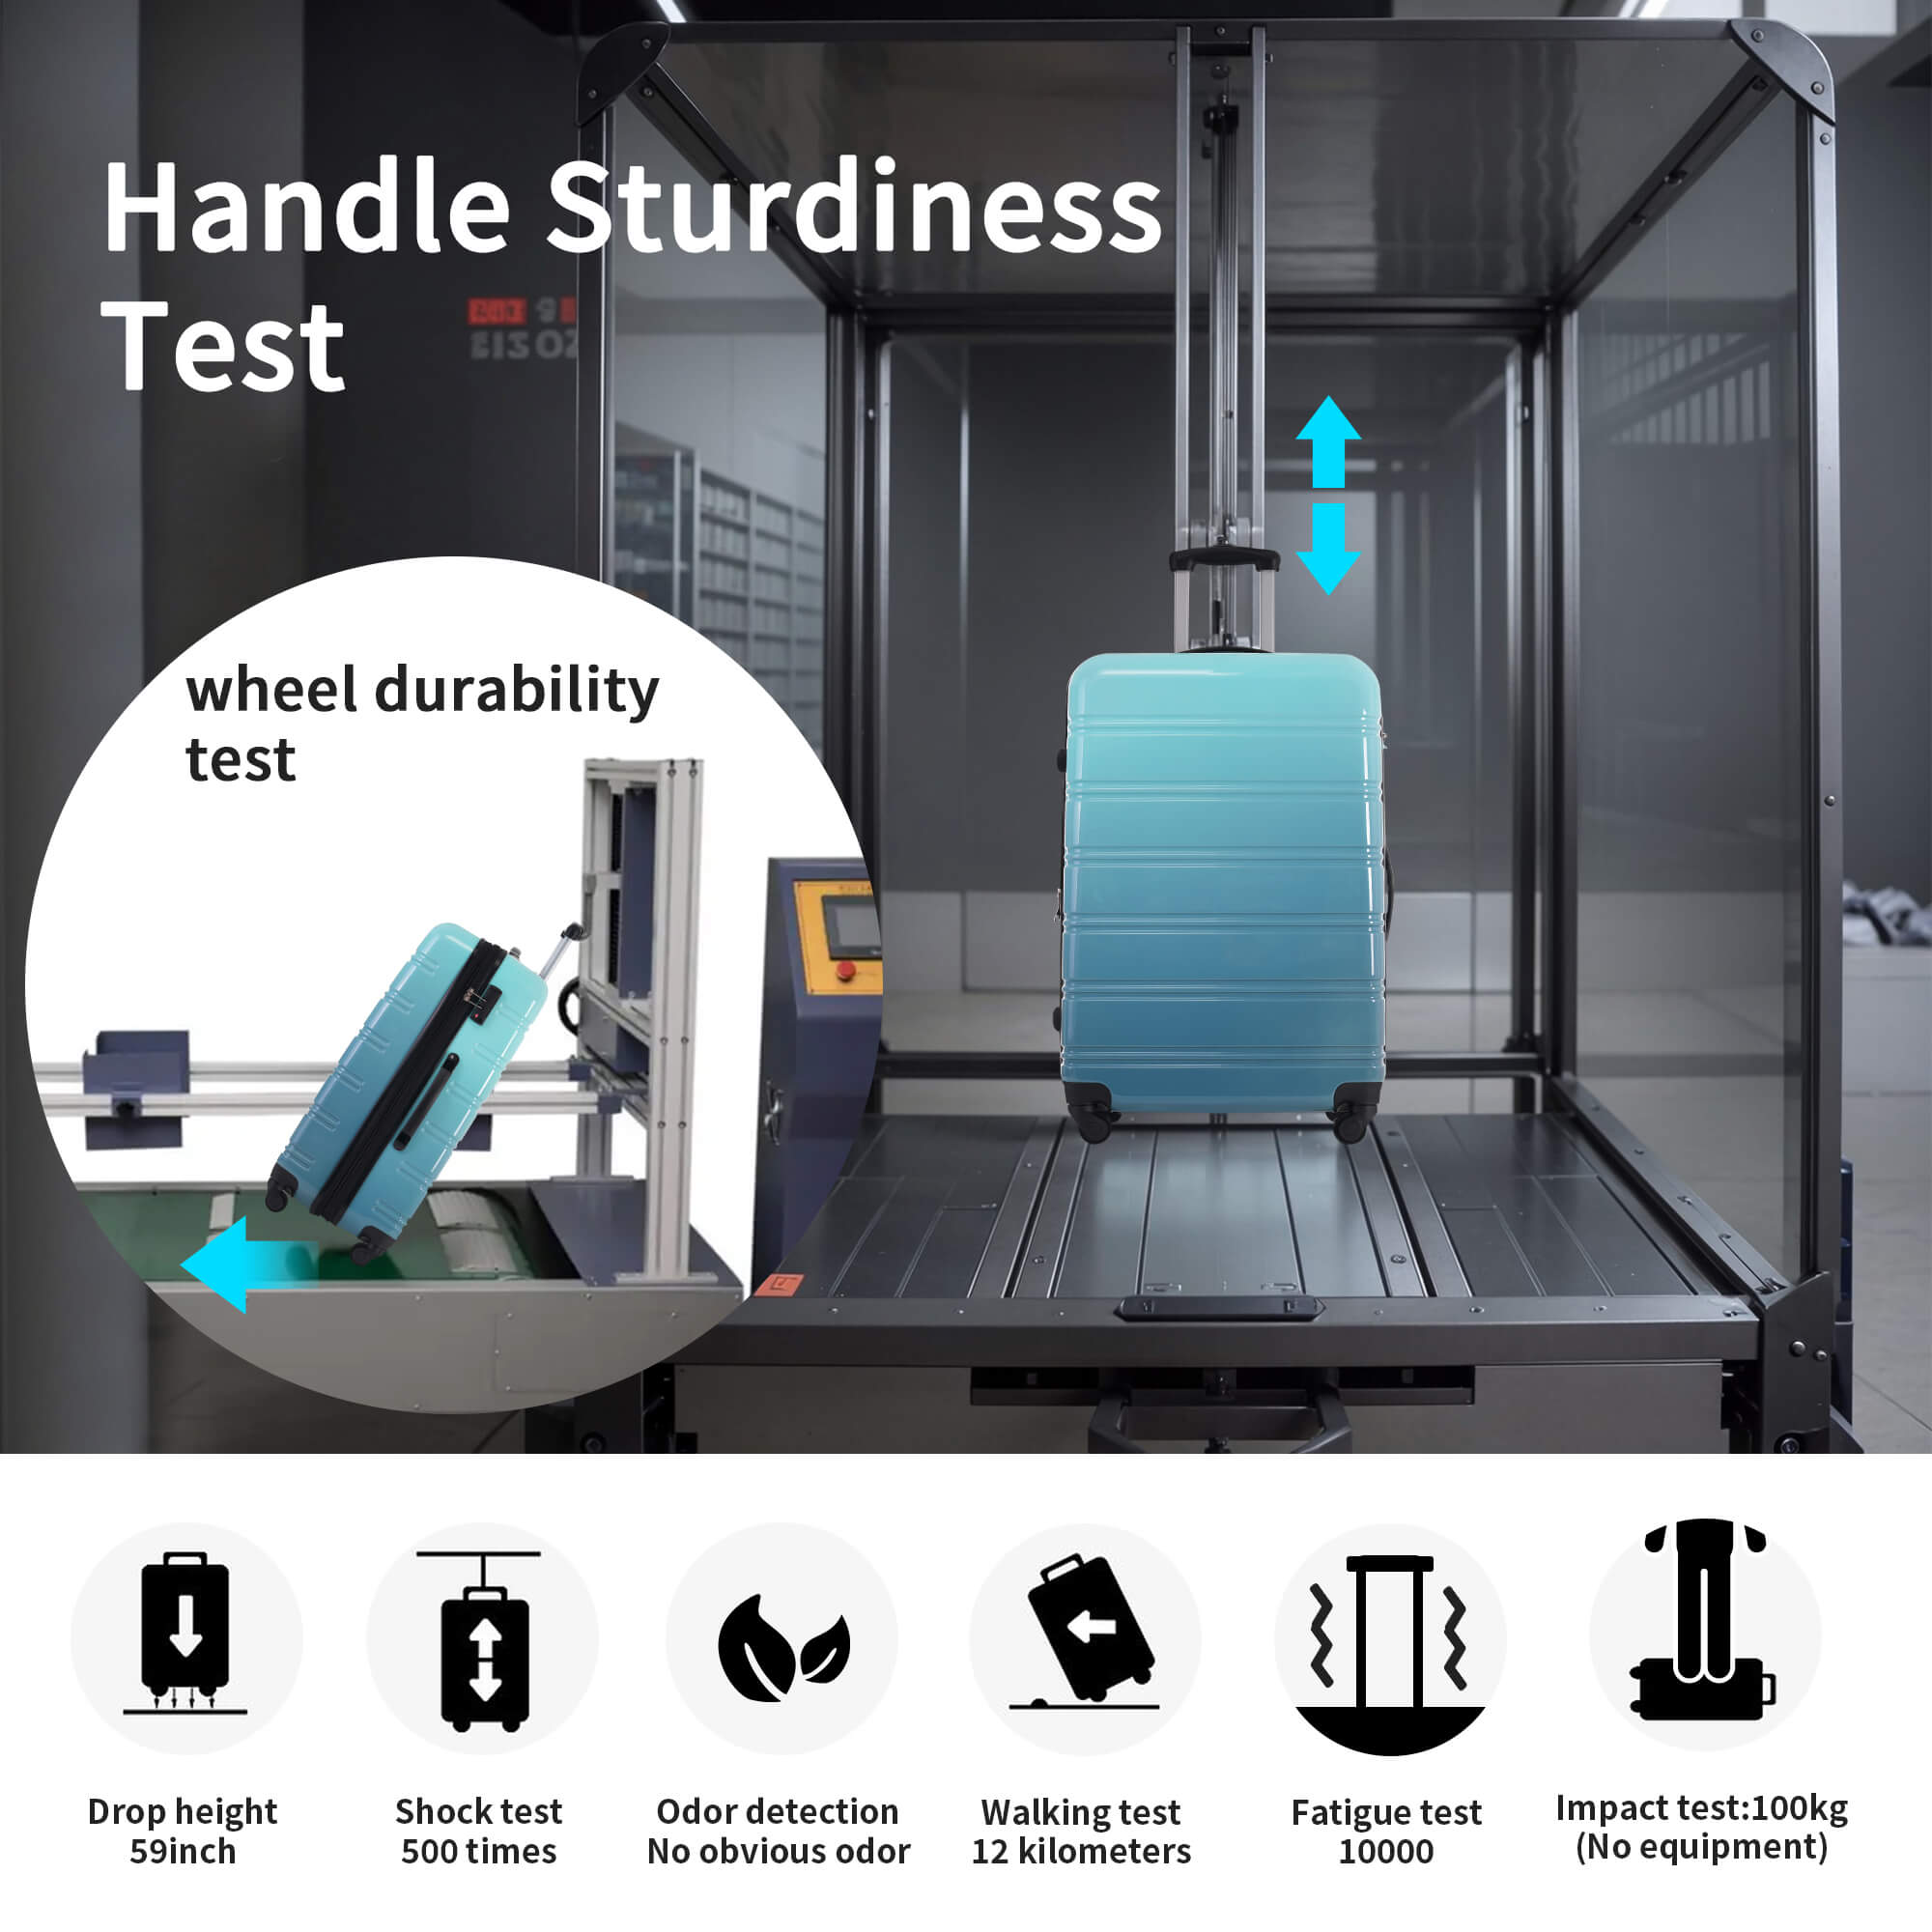 Handle Sturdiness
Test
wheel durability
test
Drop height
59inch
Shock test
500 times
Odor detection
No obvious odor
Walking test
12 kilometers
Fatigue test
10000
Impact test:100kg
(No equipment)